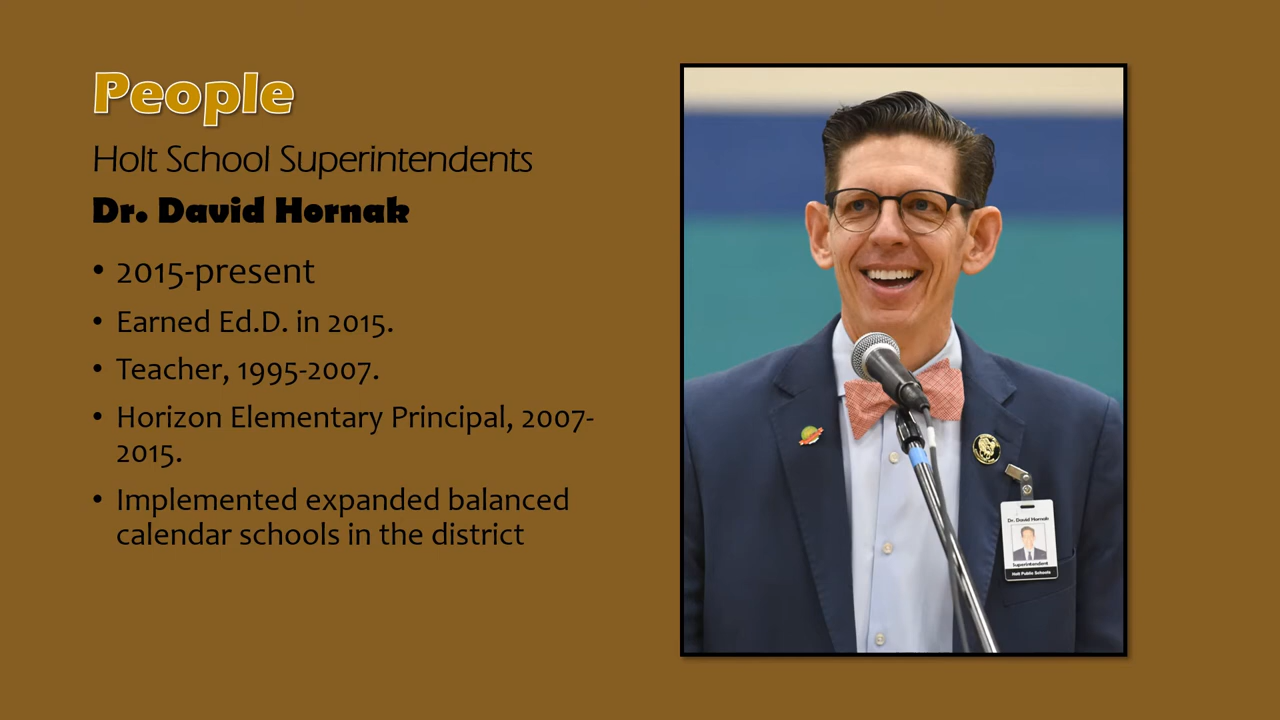 People
Holt School Superintendents
Dr. David Hornak
• 2015-present
• Earned Ed.D. in 2015.
• Teacher, 1995-2007.
• Horizon Elementary Principal, 2007-
2015.
• Implemented expanded balanced
calendar schools in the district
Dr. David Hornak
Superintendent
Holt Public Schools